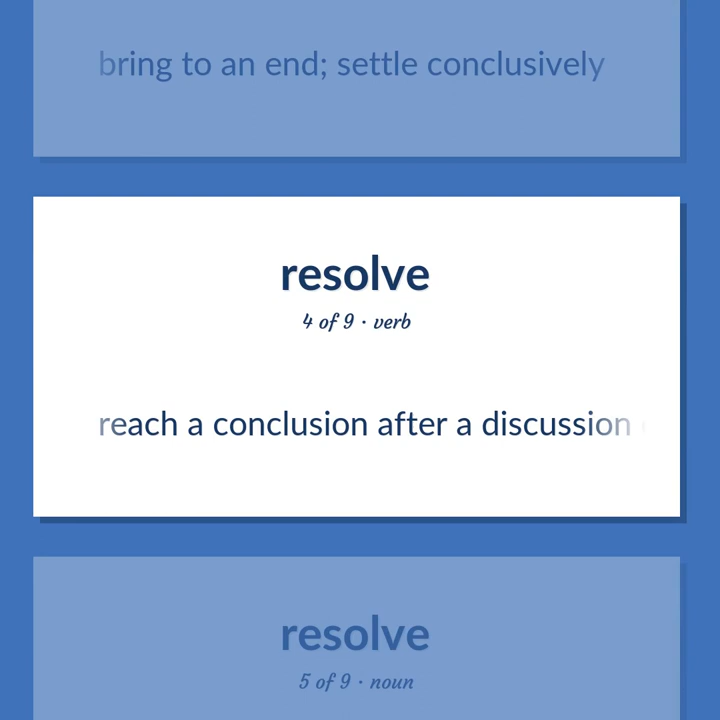 bring to an end; settle conclusively
resolve
4 of 9 · verb
reach a conclusion after a discussion
resolve
5 of 9 · noun